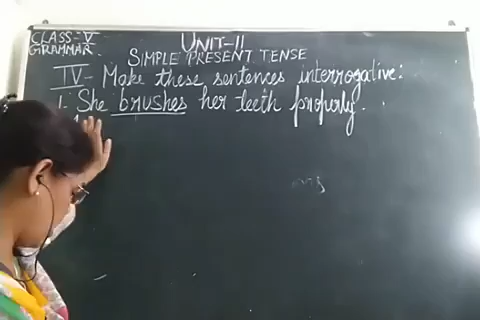 CLASS-V
GRAMMAR
UNIT-II
SIMPLE PRESENT TENSE
IV- Make these sentences interrogative:
1. She brushes her teeth properly.